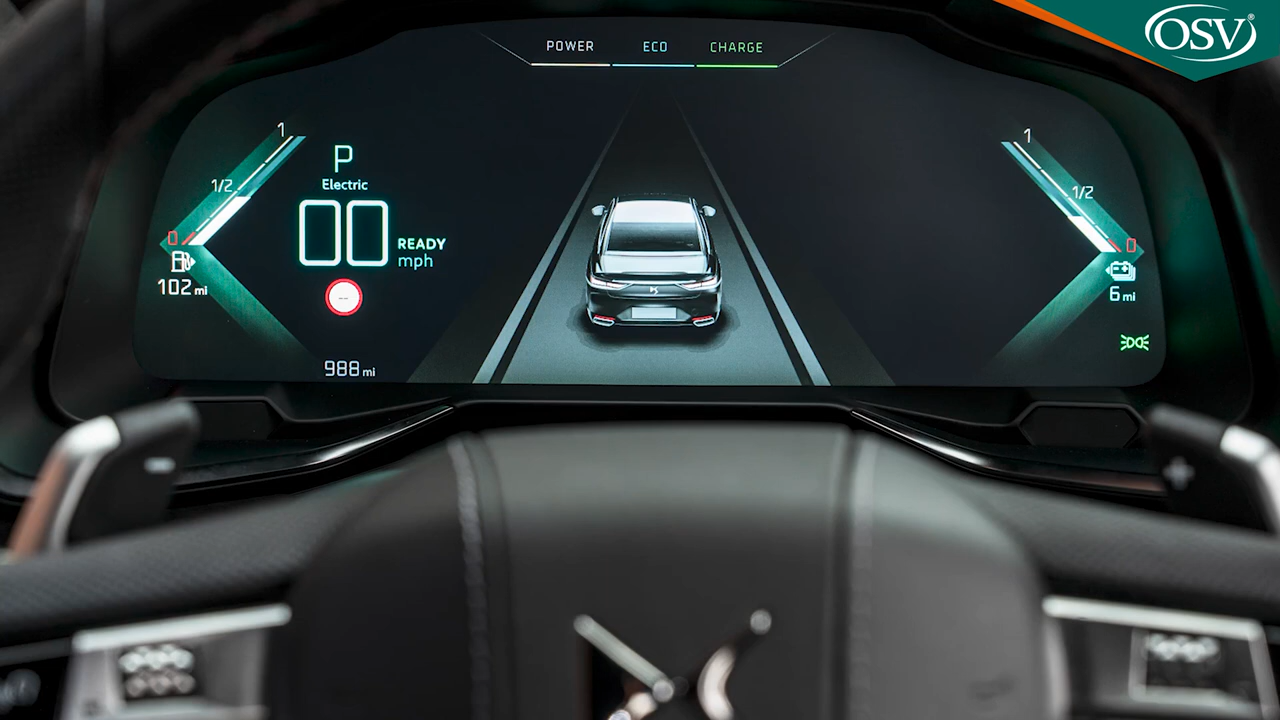 OSV®
POWER ECO CHARGE
1
1/2
0
102 mi
P
Electric
00
READY
mph
--
988 mi
1
1/2
0
6 mi
-
+